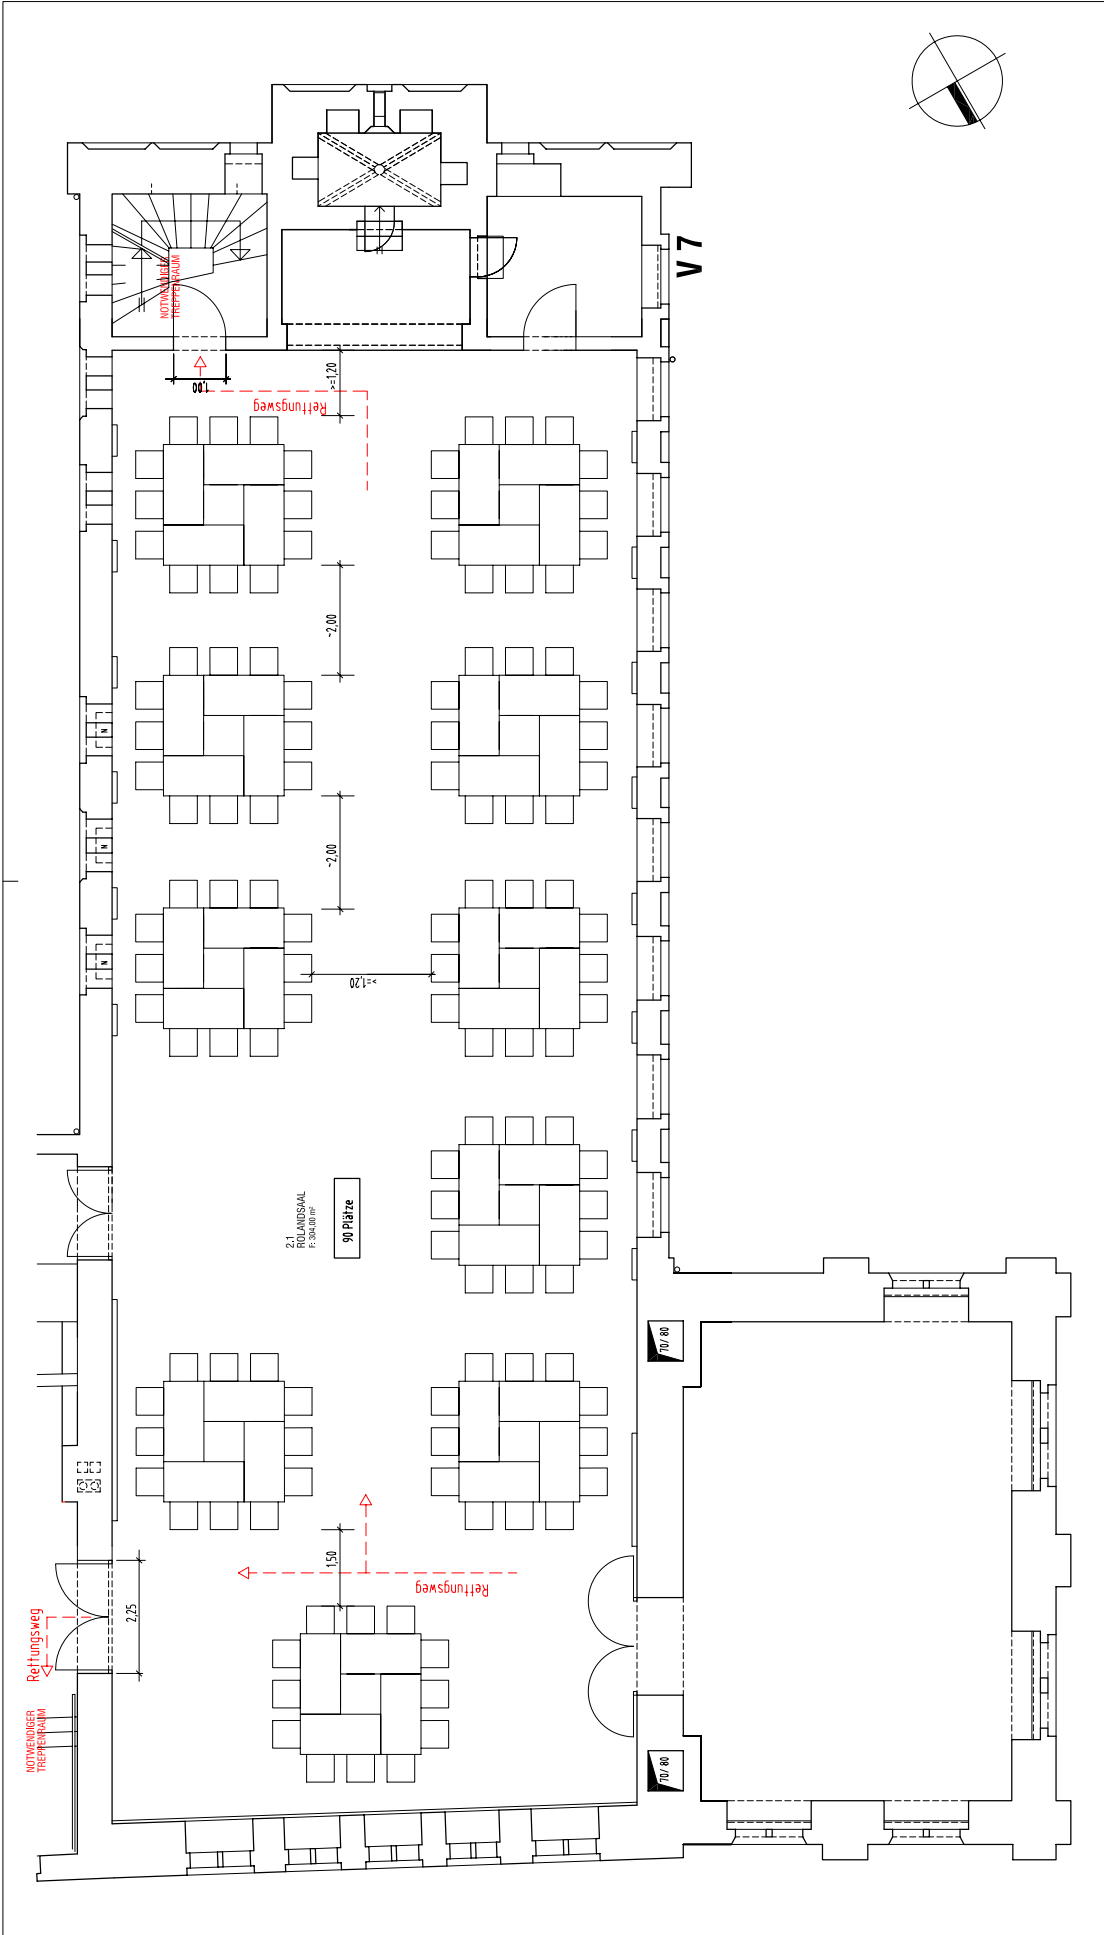 V 7
NOTWENDIGER
TREPPENRAUM
1,00
>=1,20
Rettungsweg
~2,00
~2,00
N
N
N
>=1,20
2.1
ROLANDSAAL
F: 304,00 m²
90 Plätze
70/ 80
1,50
Rettungsweg
2,25
Rettungsweg
NOTWENDIGER
TREPPENRAUM
70/ 80